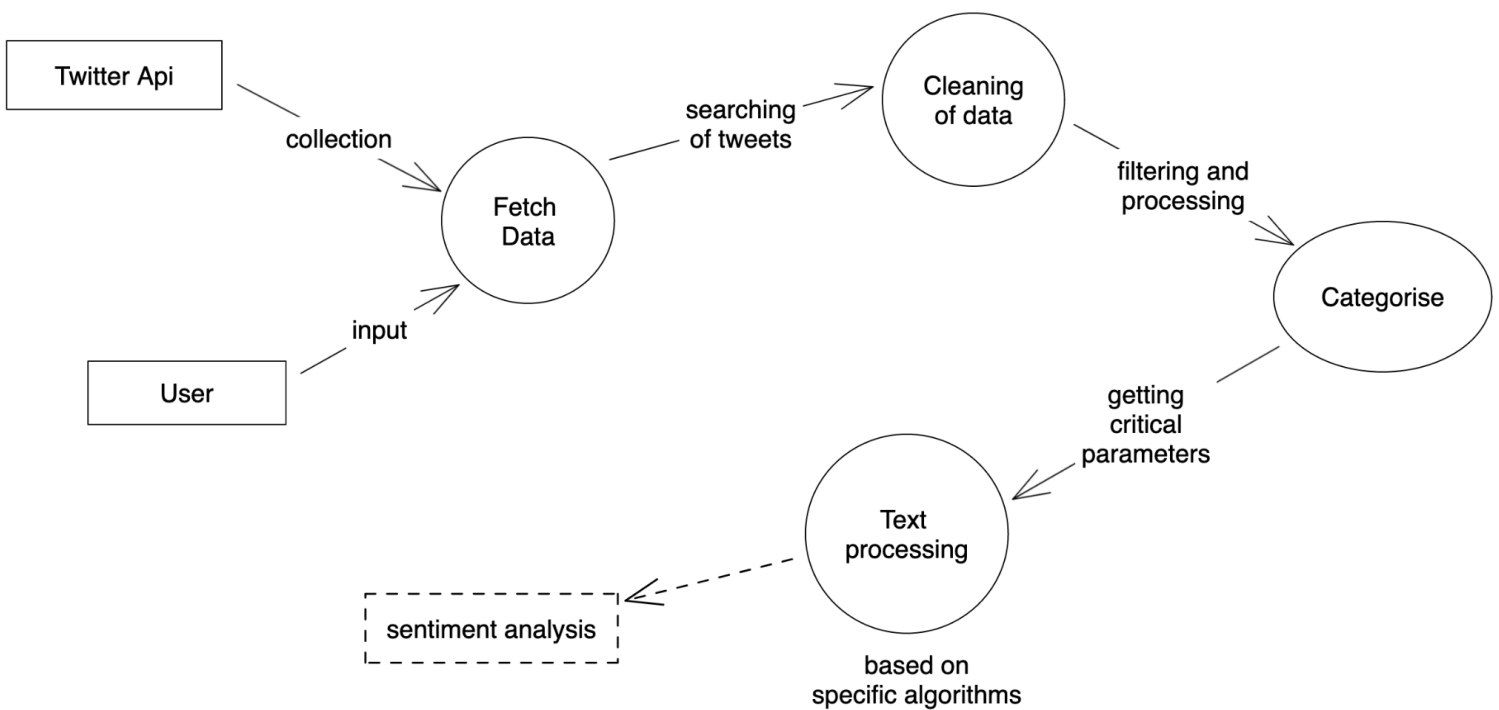 Twitter Api
collection
Fetch
Data
input
User
searching
of tweets
Cleaning
of data
filtering and
processing
Categorise
getting
critical
parameters
Text
processing
based on
specific algorithms
sentiment analysis